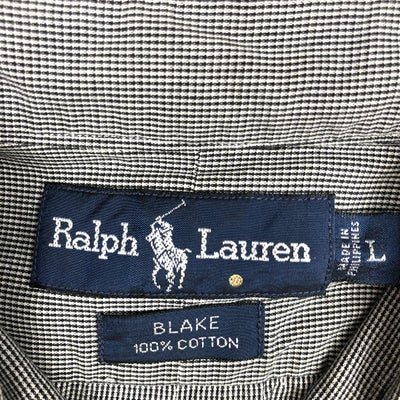 Ralph Lauren
MADE IN
PHILIPPINES
L
BLAKE
100% COTTON